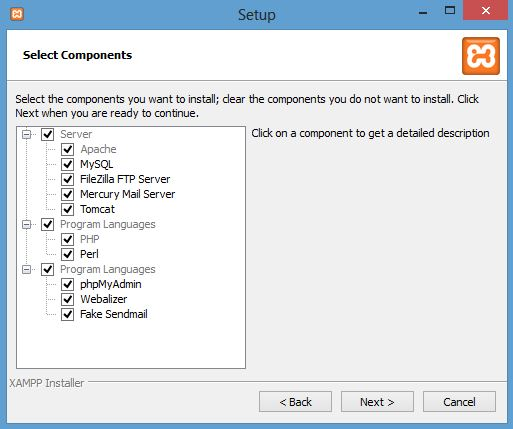 Setup
Select Components
Select the components you want to install; clear the components you do not want to install. Click
Next when you are ready to continue.
Server
Apache
MySQL
FileZilla FTP Server
Mercury Mail Server
Tomcat
Program Languages
PHP
Perl
Program Languages
phpMyAdmin
Webalizer
Fake Sendmail
Click on a component to get a detailed description
XAMPP Installer
< Back
Next >
Cancel